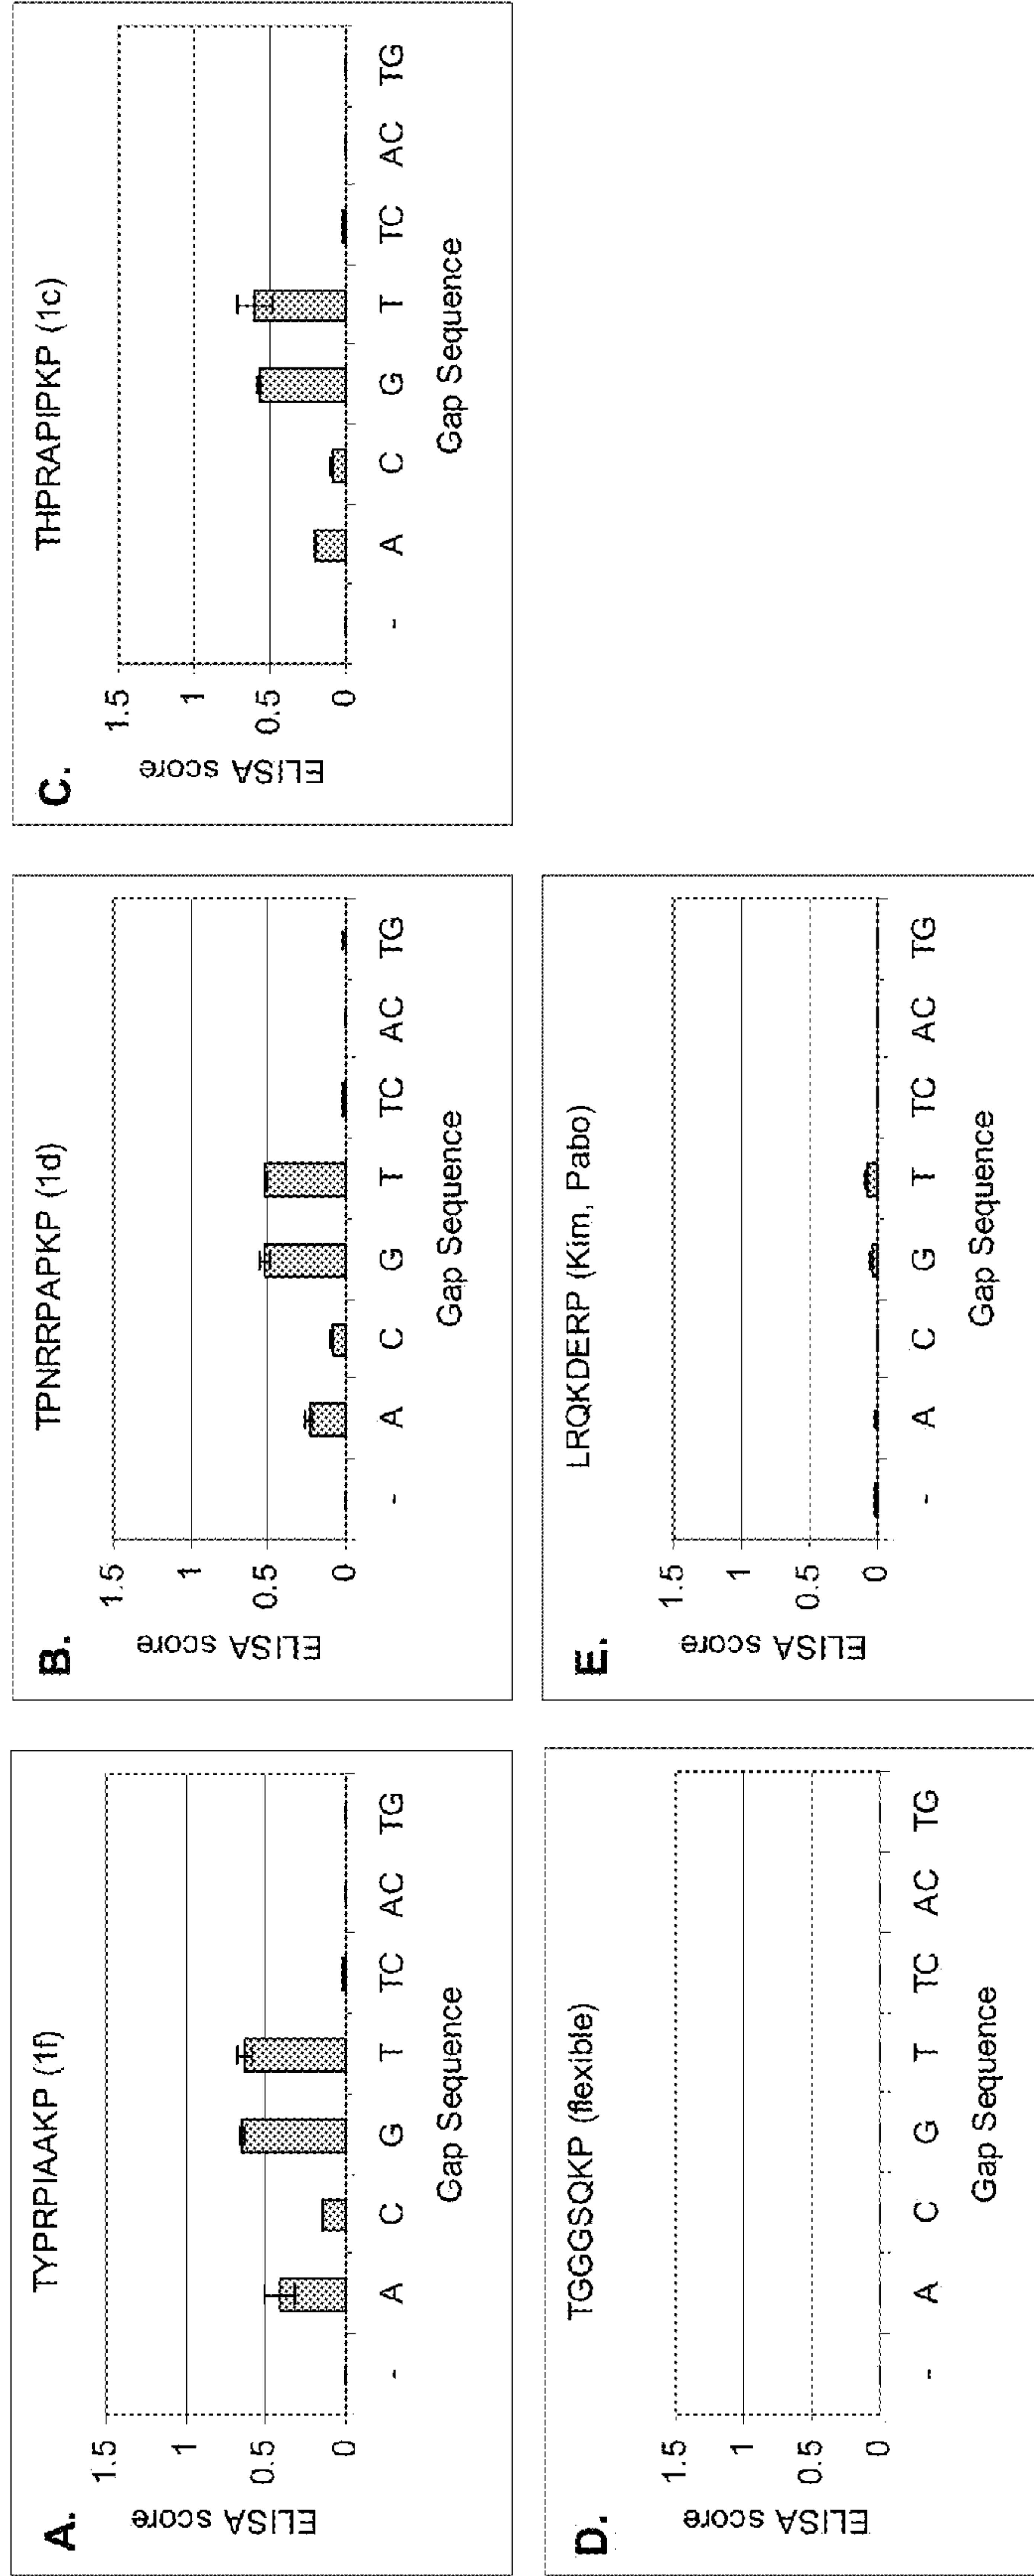 A.
TYPRPIAAKP (1f)
ELISA score
1.5
1
0.5
0
- A C G T TC AC TG
Gap Sequence
B.
TPNRRPAPKP (1d)
ELISA score
1.5
1
0.5
0
- A C G T TC AC TG
Gap Sequence
C.
THPRAPIPKP (1c)
ELISA score
1.5
1
0.5
0
- A C G T TC AC TG
Gap Sequence
D.
TGGGSQKP (flexible)
ELISA score
1.5
1
0.5
0
- A C G T TC AC TG
Gap Sequence
E.
LRQKDERP (Kim, Pabo)
ELISA score
1.5
1
0.5
0
- A C G T TC AC TG
Gap Sequence